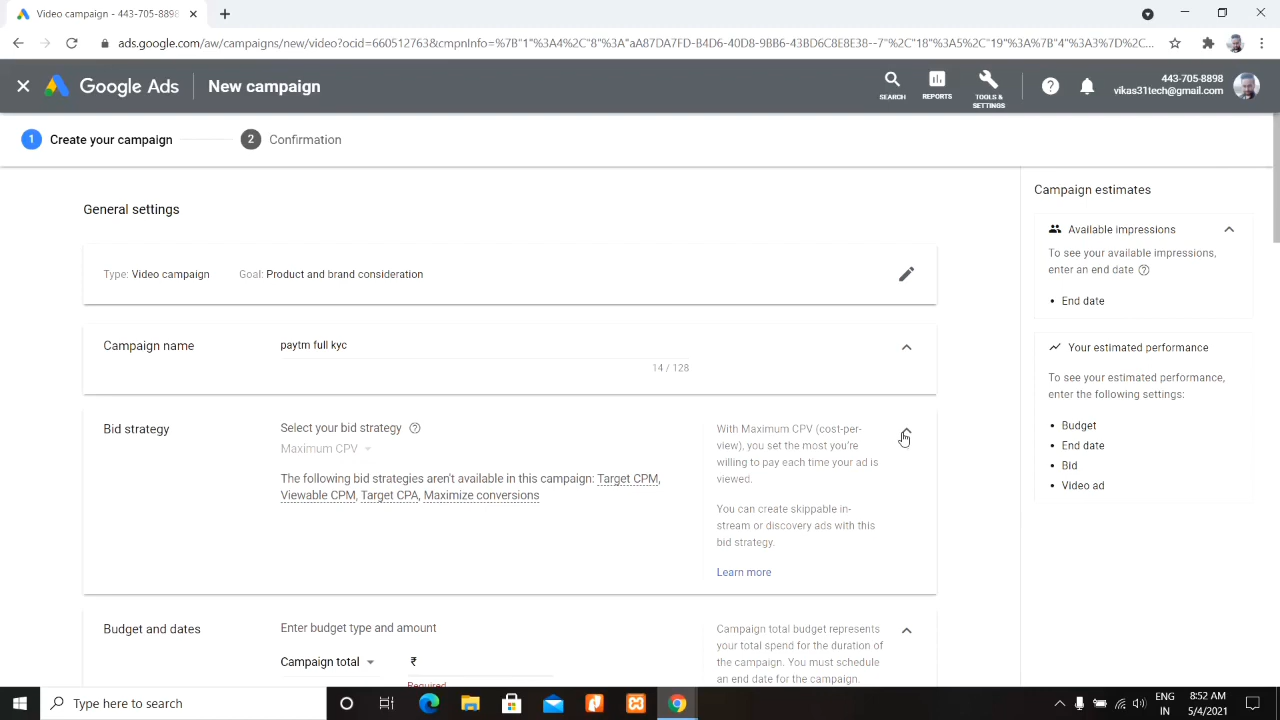 Video campaign - 443-705-8898
ads.google.com/aw/campaigns/new/video?ocid=660512763&cmpnInfo=%7B"1"%3A4%2C"8"%3A"aA87DA7FD-B4D6-40D8-9BB6-43BD6C8E8E38--7"%2C"18"%3A5%2C"19"%3A%7B"4"%3A3%7D%2C...
Google Ads
New campaign
SEARCH
REPORTS
TOOLS & SETTINGS
443-705-8898
vikas31tech@gmail.com
1 Create your campaign
2 Confirmation
General settings
Type: Video campaign Goal: Product and brand consideration
Campaign name
paytm full kyc
14 / 128
Bid strategy
Select your bid strategy
Maximum CPV
The following bid strategies aren't available in this campaign: Target CPM,
Viewable CPM, Target CPA, Maximize conversions
With Maximum CPV (cost-per-
view), you set the most you're
willing to pay each time your ad is
viewed.
You can create skippable in-
stream or discovery ads with this
bid strategy.
Learn more
Budget and dates
Enter budget type and amount
Campaign total
₹
Required
Campaign total budget represents
your total spend for the duration of
the campaign. You must schedule
an end date for the campaign.
Campaign estimates
Available impressions
To see your available impressions,
enter an end date
• End date
Your estimated performance
To see your estimated performance,
enter the following settings:
• Budget
• End date
• Bid
• Video ad
Type here to search
ENG
IN
8:52 AM
5/4/2021